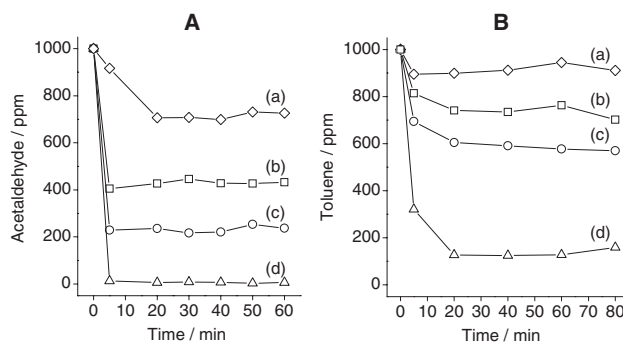 A
1000
800
600
400
200
0
Acetaldehyde / ppm
(a)
(b)
(c)
(d)
0 10 20 30 40 50 60
Time / min
B
1000
800
600
400
200
0
Toluene / ppm
(a)
(b)
(c)
(d)
0 10 20 30 40 50 60 70 80
Time / min